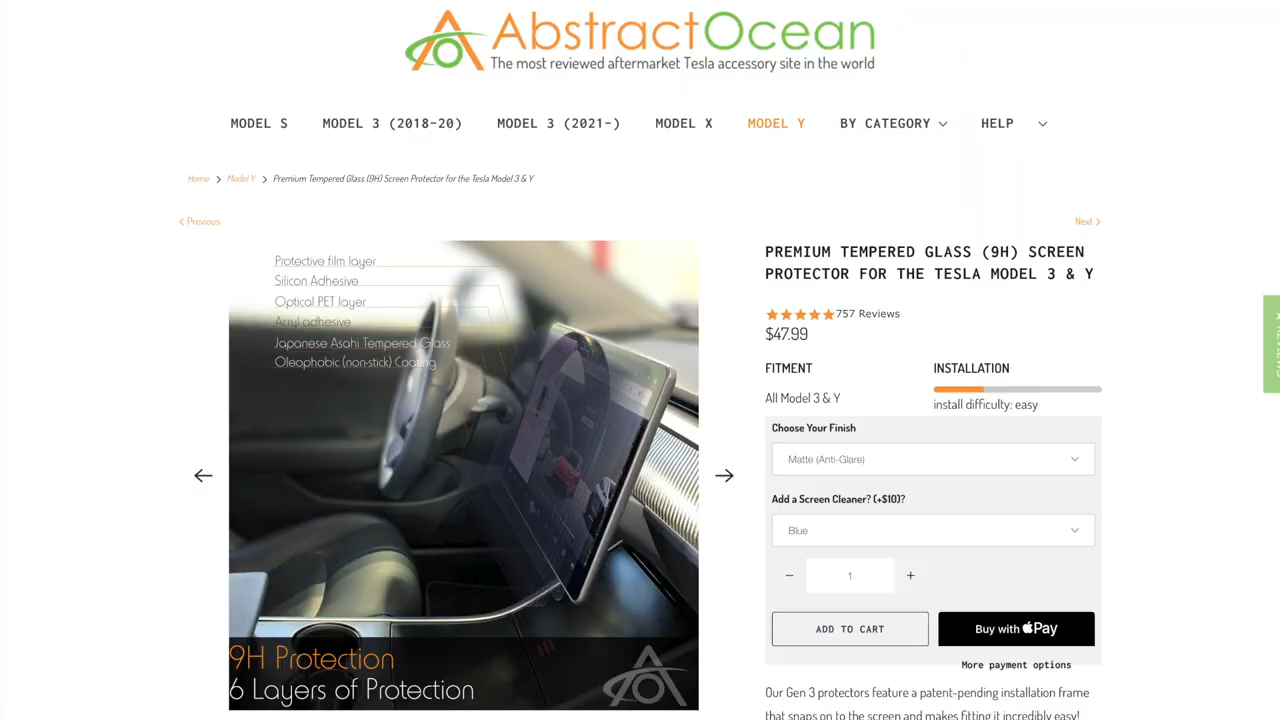 AbstractOcean
The most reviewed aftermarket Tesla accessory site in the world
MODEL S MODEL 3 (2018-20) MODEL 3 (2021-) MODEL X MODEL Y BY CATEGORY HELP
Home Model Y Premium Tempered Glass (9H) Screen Protector for the Tesla Model 3 & Y
Previous
Next
Protective film layer
Silicon Adhesive
Optical PET layer
Acryl adhesive
Japanese Asahi Tempered Glass
Oleophobic (non-stick) Coating
9H Protection
6 Layers of Protection
PREMIUM TEMPERED GLASS (9H) SCREEN
PROTECTOR FOR THE TESLA MODEL 3 & Y
757 Reviews
$47.99
FITMENT
All Model 3 & Y
INSTALLATION
install difficulty: easy
Choose Your Finish
Matte (Anti-Glare)
Add a Screen Cleaner? (+$10)?
Blue
− 1 +
ADD TO CART
Buy with Pay
More payment options
Our Gen 3 protectors feature a patent-pending installation frame
that snaps on to the screen and makes fitting it incredibly easy!